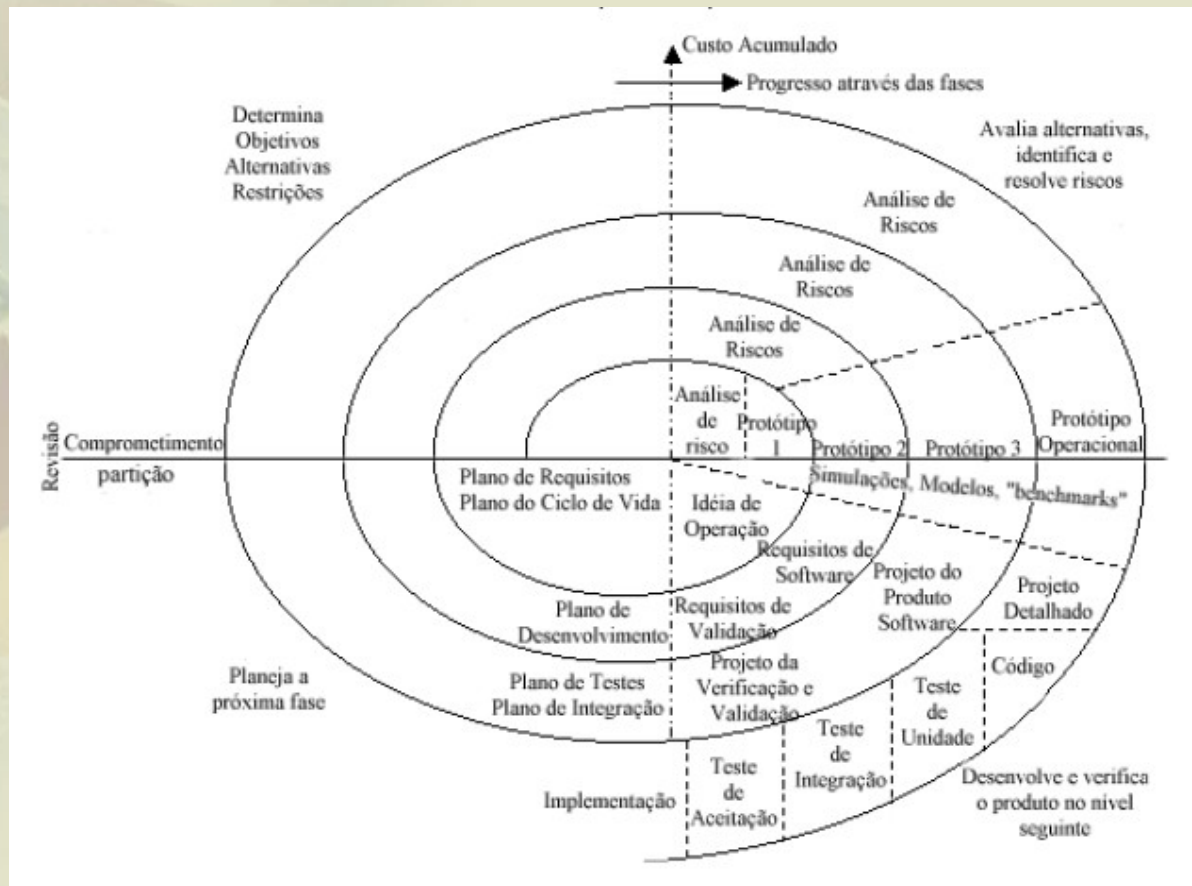 Custo Acumulado
Progresso através das fases
Determina
Objetivos
Alternativas
Restrições
Avalia alternativas,
identifica e
resolve riscos
Análise de
Riscos
Análise de
Riscos
Análise de
Riscos
Análise
de
risco
Protótipo
1
Protótipo 2
Protótipo 3
Protótipo
Operacional
Revisão
Comprometimento
partição
Plano de Requisitos
Plano do Ciclo de Vida
Idéia de
Operação
Simulações, Modelos, "benchmarks"
Requisitos de
Software
Projeto do
Produto
Software
Projeto
Detalhado
Plano de
Desenvolvimento
Requisitos de
Validação
Código
Planeja a
próxima fase
Plano de Testes
Plano de Integração
Projeto da
Verificação e
Validação
Teste
de
Unidade
Teste
de
Integração
Teste
de
Aceitação
Implementação
Desenvolve e verifica
o produto no nível
seguinte